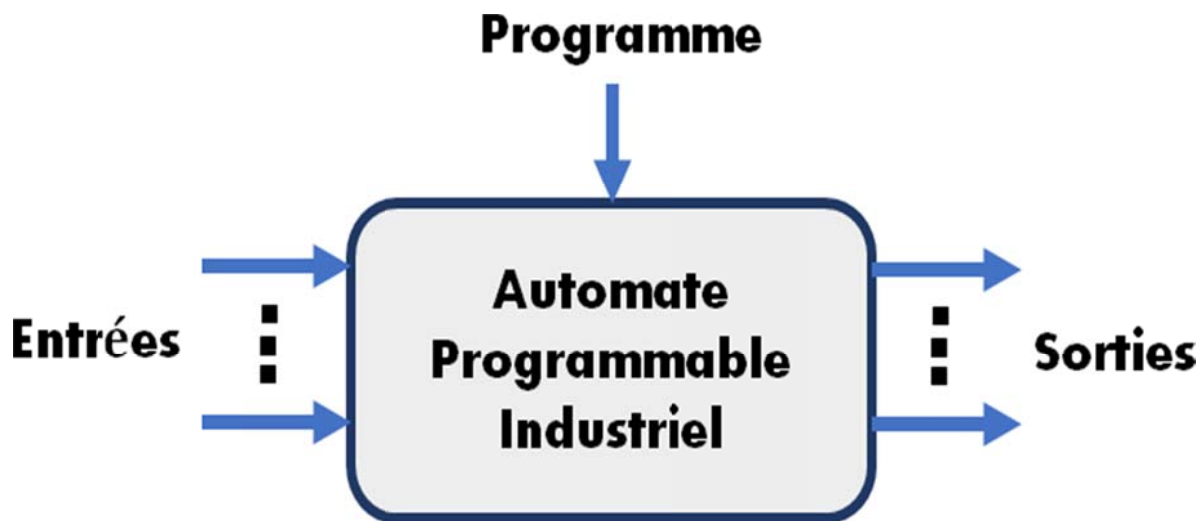 Programme
Entrées
Automate
Programmable
Industriel
Sorties